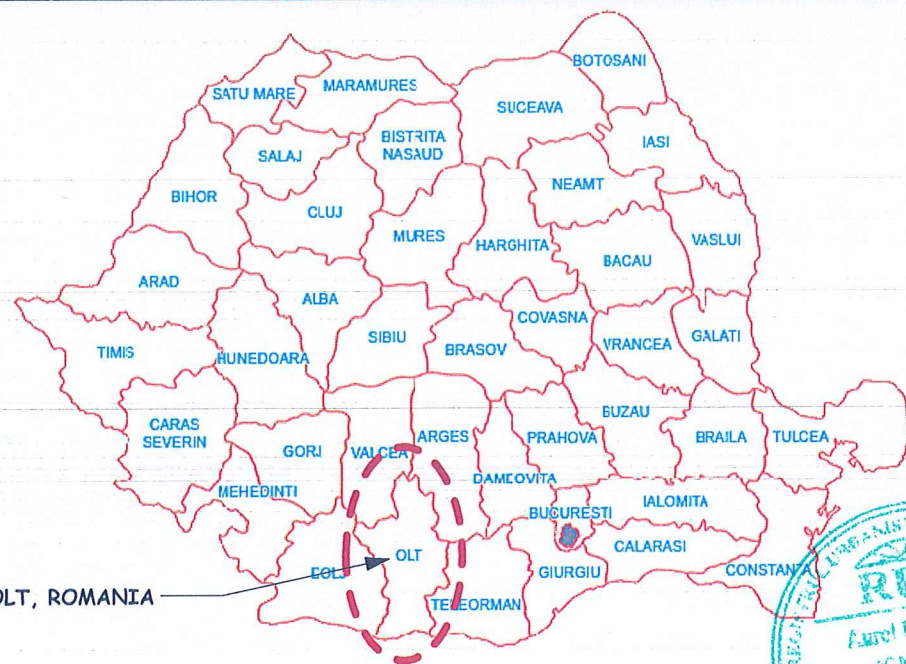 BOTOSANI
SATU MARE
MARAMURES
SUCEAVA
BISTRITA
NASAUD
IASI
SALAJ
NEAMT
BIHOR
CLUJ
MURES
HARGHITA
VASLUI
BACAU
ARAD
ALBA
COVASNA
SIBIU
BRASOV
VRANCEA
GALATI
TIMIS
HUNEDOARA
CARAS
SEVERIN
GORJ
VALCEA
ARGES
PRAHOVA
BUZAU
BRAILA
TULCEA
MEHEDINTI
DAMBOVITA
BUCURESTI
IALOMITA
CALARASI
OLT
DOLJ
GIURGIU
CONSTANTA
TELEORMAN
OLT, ROMANIA
Aurel